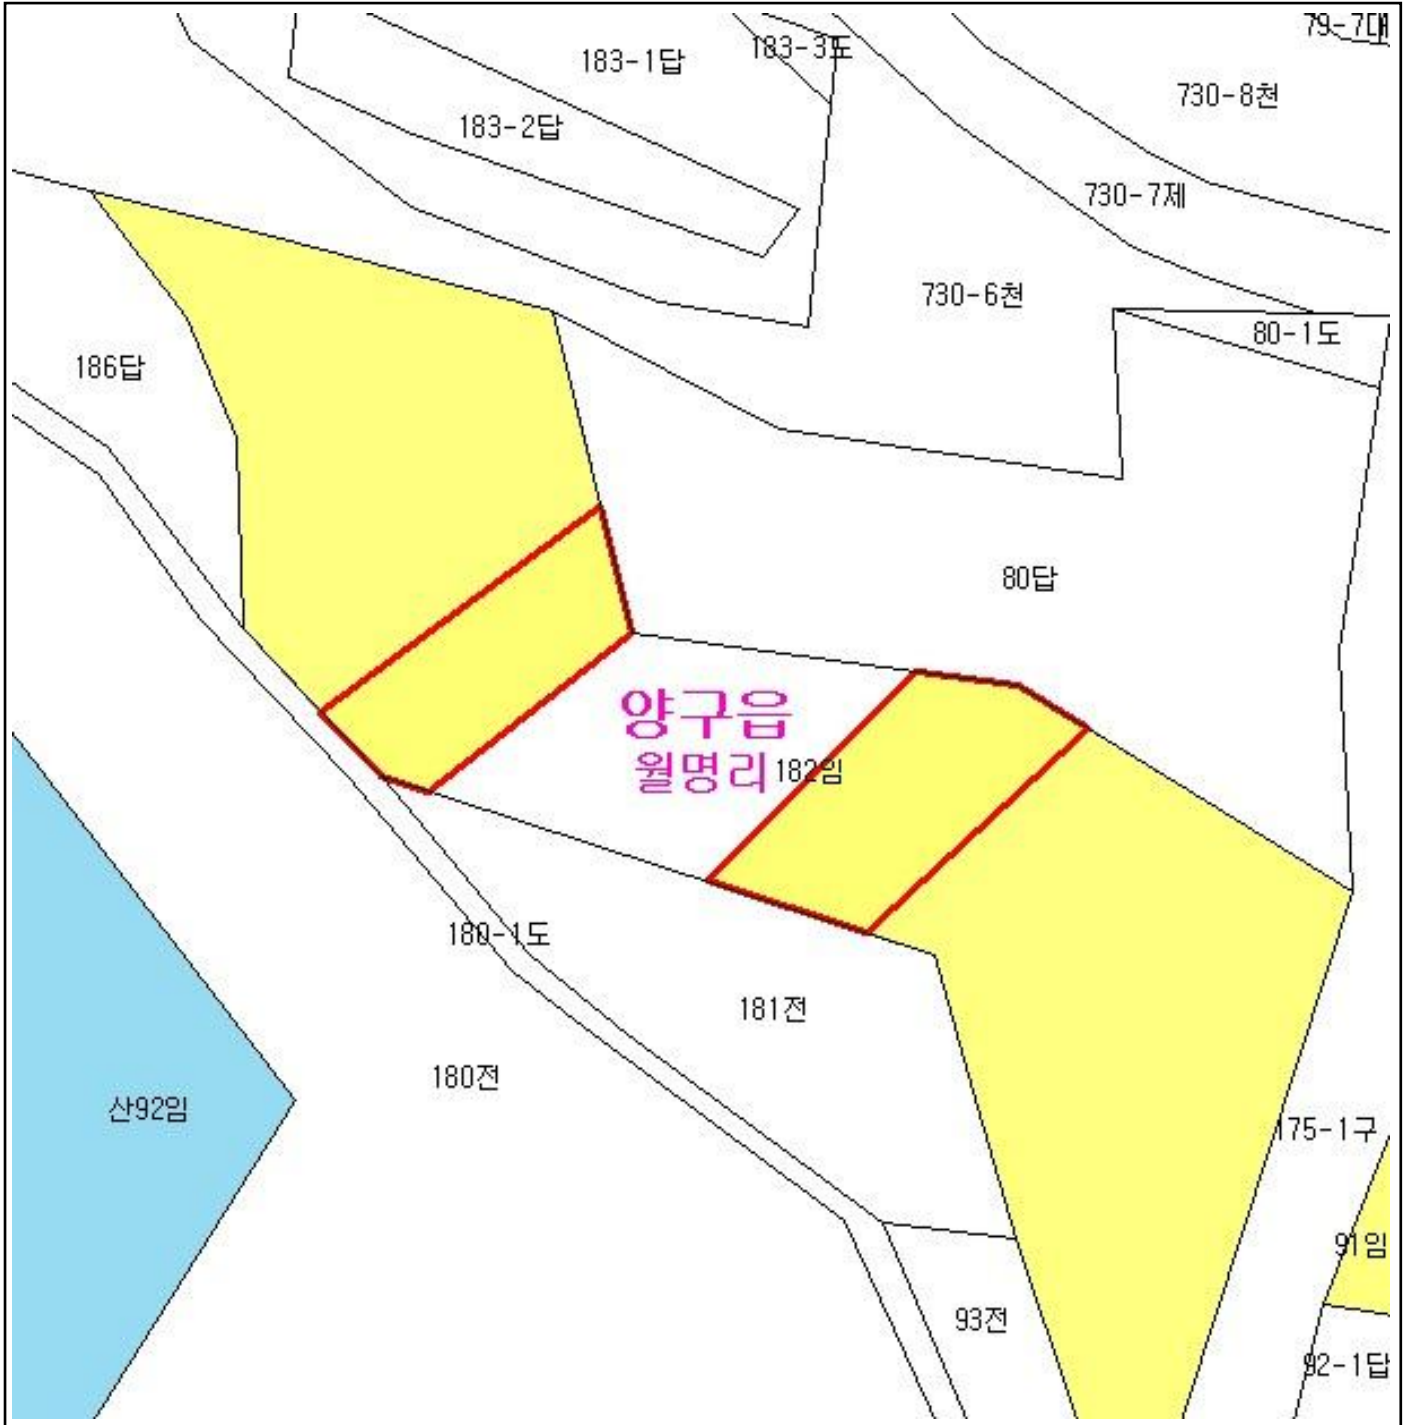 79-7대
183-3도
183-1답
730-8천
183-2답
730-7제
730-6천
80-1도
186답
80답
양구읍
월명리
182임
180-1도
181전
180전
산92임
175-1구
91임
93전
92-1답